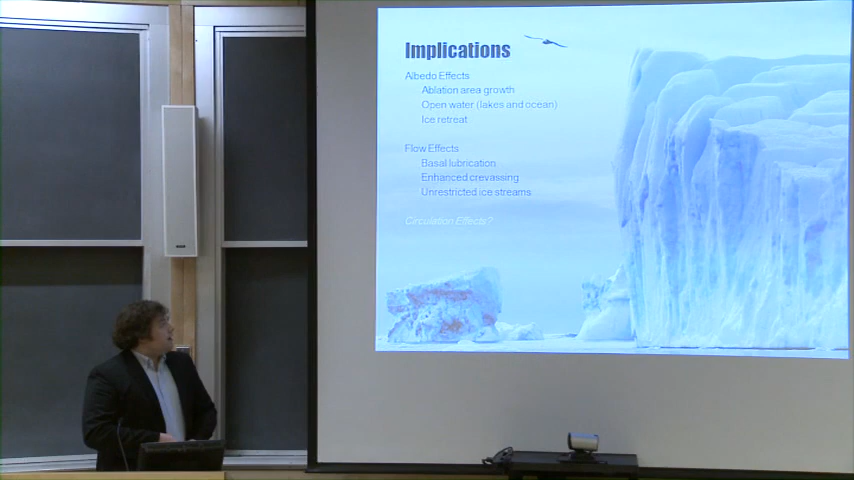 Implications
Albedo Effects
Ablation area growth
Open water (lakes and ocean)
Ice retreat
Flow Effects
Basal lubrication
Enhanced crevassing
Unrestricted ice streams
Circulation Effects?